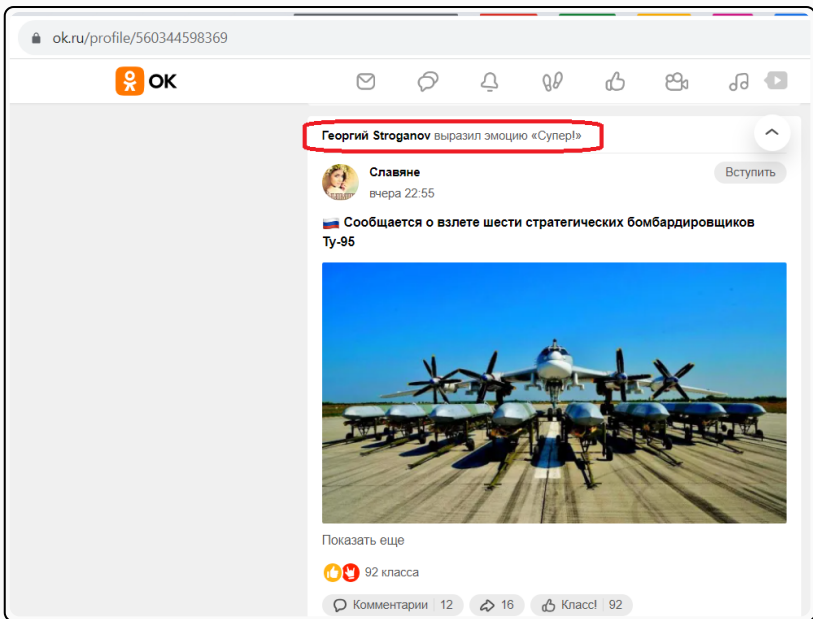 ok.ru/profile/560344598369
OK
Георгий Stroganov выразил эмоцию «Супер!»
Славяне
Вступить
вчера 22:55
Сообщается о взлете шести стратегических бомбардировщиков
Ту-95
Показать еще
92 класса
Комментарии 12 16 Класс! 92